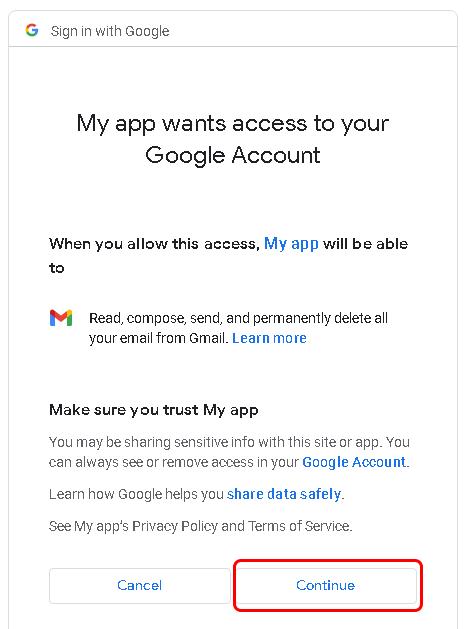 Sign in with Google
My app wants access to your
Google Account
When you allow this access, My app will be able
to
Read, compose, send, and permanently delete all
your email from Gmail. Learn more
Make sure you trust My app
You may be sharing sensitive info with this site or app. You
can always see or remove access in your Google Account.
Learn how Google helps you share data safely.
See My app's Privacy Policy and Terms of Service.
Cancel Continue